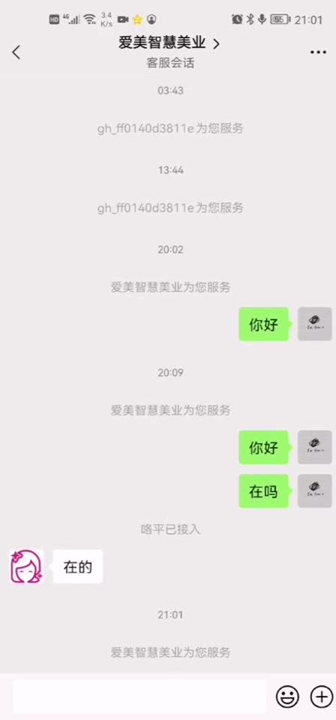 HD 4G 3.4 K/s 21:01
爱美智慧美业 >
客服会话
03:43
gh_ff0140d3811e为您服务
13:44
gh_ff0140d3811e为您服务
20:02
爱美智慧美业为您服务
你好
20:09
爱美智慧美业为您服务
你好
在吗
咯平已接入
在的
21:01
爱美智慧美业为您服务